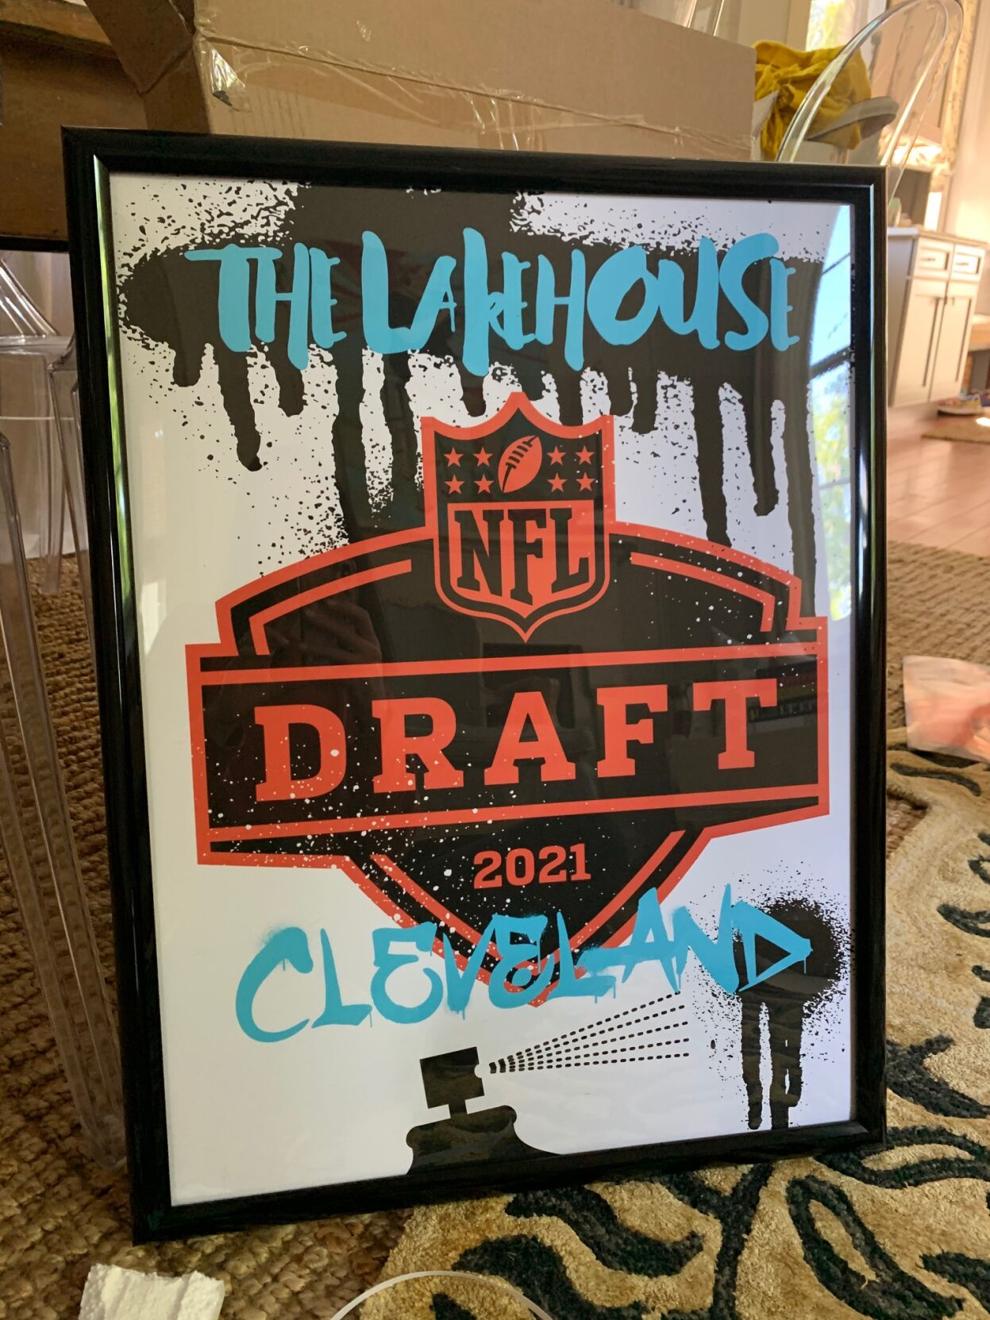 THE LAKEHOUSE
NFL
DRAFT
2021
CLEVELAND